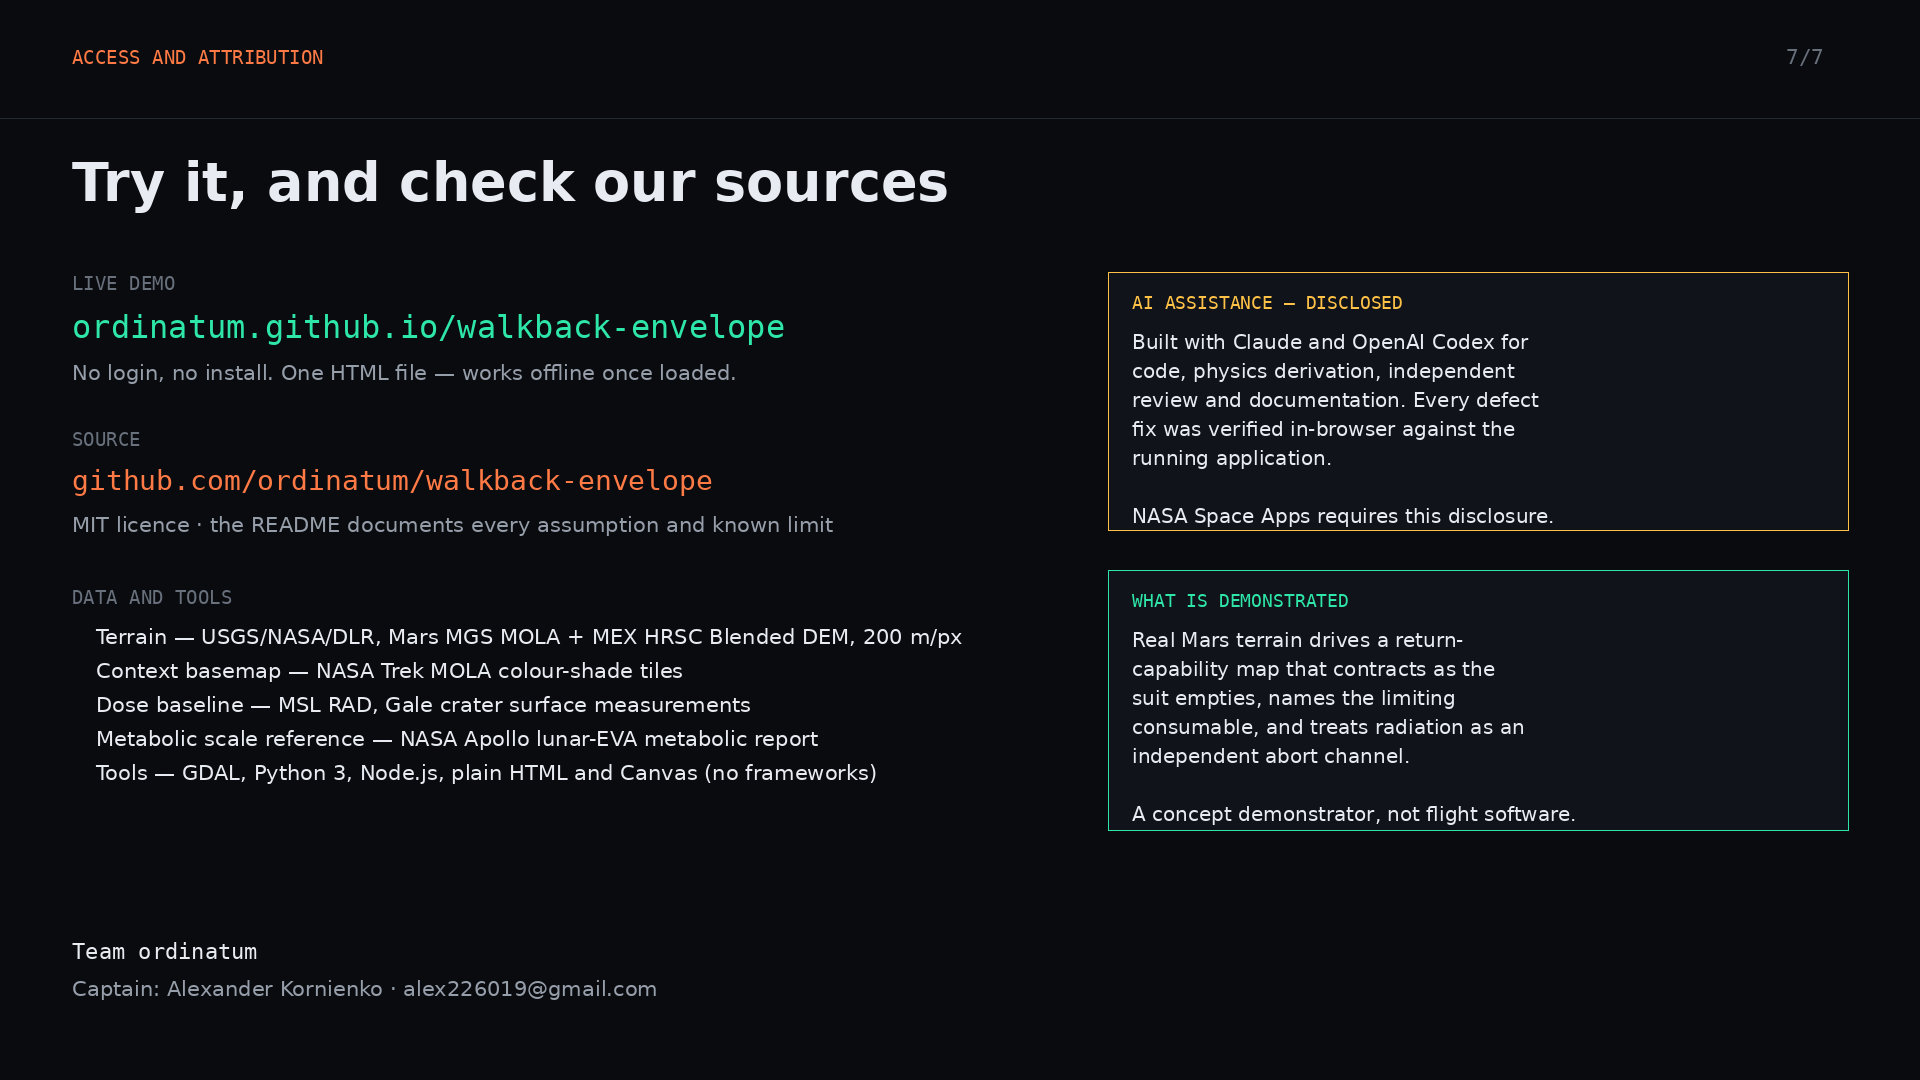 ACCESS AND ATTRIBUTION
7/7
Try it, and check our sources
LIVE DEMO
ordinatum.github.io/walkback-envelope
No login, no install. One HTML file — works offline once loaded.
SOURCE
github.com/ordinatum/walkback-envelope
MIT licence · the README documents every assumption and known limit
DATA AND TOOLS
Terrain — USGS/NASA/DLR, Mars MGS MOLA + MEX HRSC Blended DEM, 200 m/px
Context basemap — NASA Trek MOLA colour-shade tiles
Dose baseline — MSL RAD, Gale crater surface measurements
Metabolic scale reference — NASA Apollo lunar-EVA metabolic report
Tools — GDAL, Python 3, Node.js, plain HTML and Canvas (no frameworks)
AI ASSISTANCE — DISCLOSED
Built with Claude and OpenAI Codex for
code, physics derivation, independent
review and documentation. Every defect
fix was verified in-browser against the
running application.
NASA Space Apps requires this disclosure.
WHAT IS DEMONSTRATED
Real Mars terrain drives a return-
capability map that contracts as the
suit empties, names the limiting
consumable, and treats radiation as an
independent abort channel.
A concept demonstrator, not flight software.
Team ordinatum
Captain: Alexander Kornienko · alex226019@gmail.com